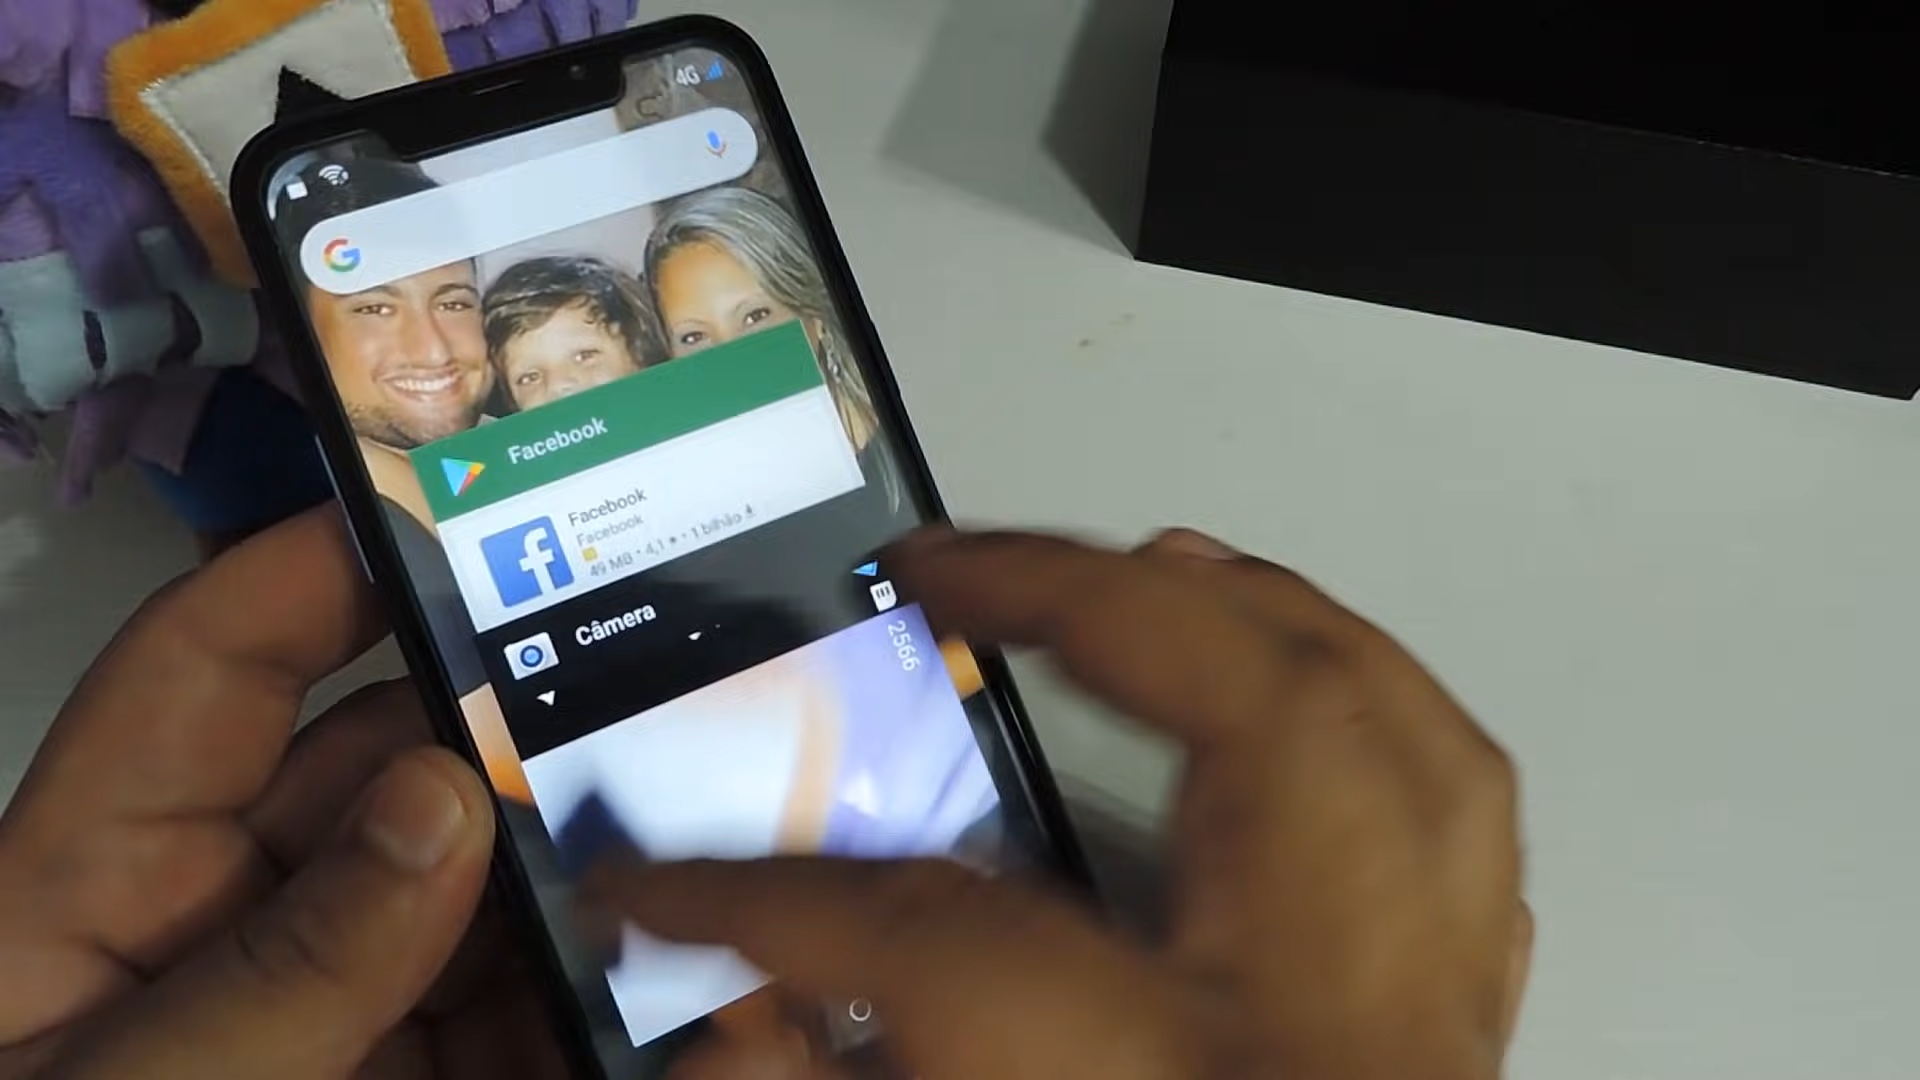 4G
G
Facebook
Facebook
Facebook
49 MB • 4,1 ★ • 1 bilhão
Câmera
2566